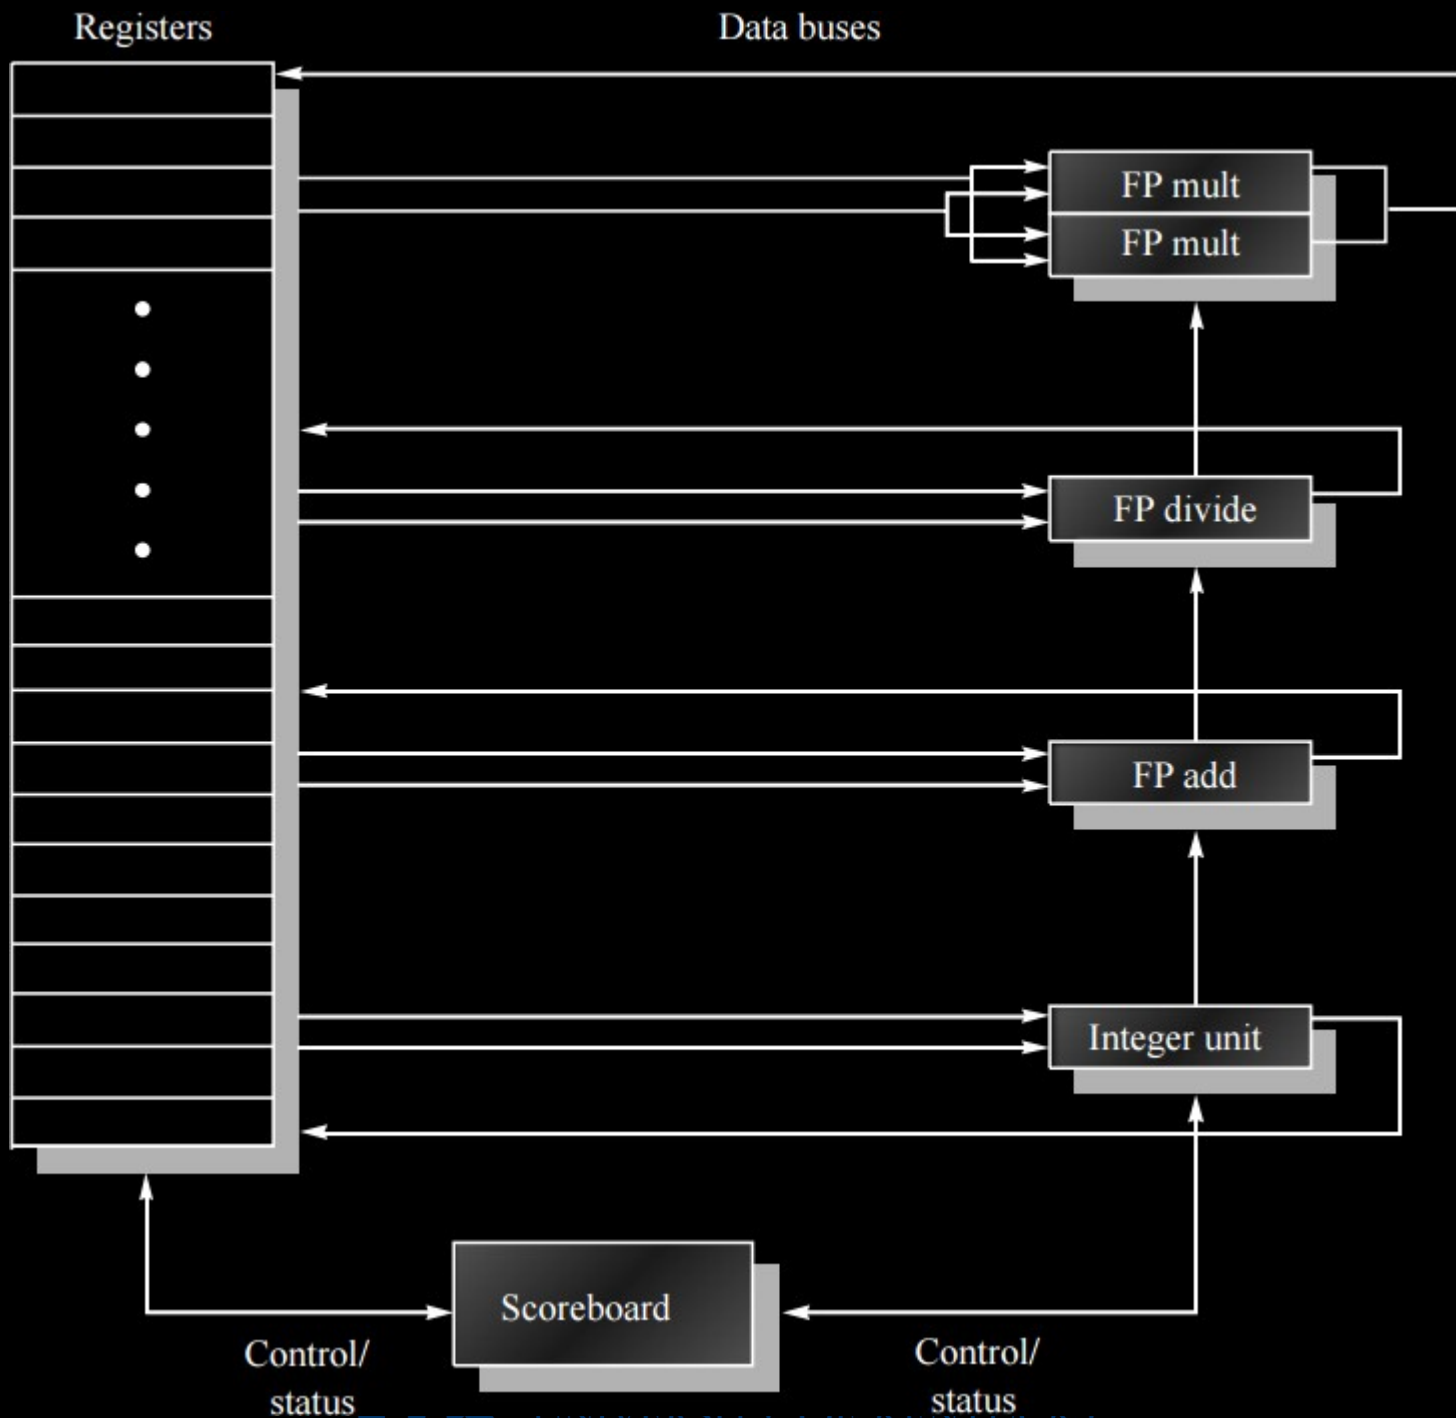 Registers
Data buses
FP mult
FP mult
FP divide
FP add
Integer unit
Scoreboard
Control/
status
Control/
status